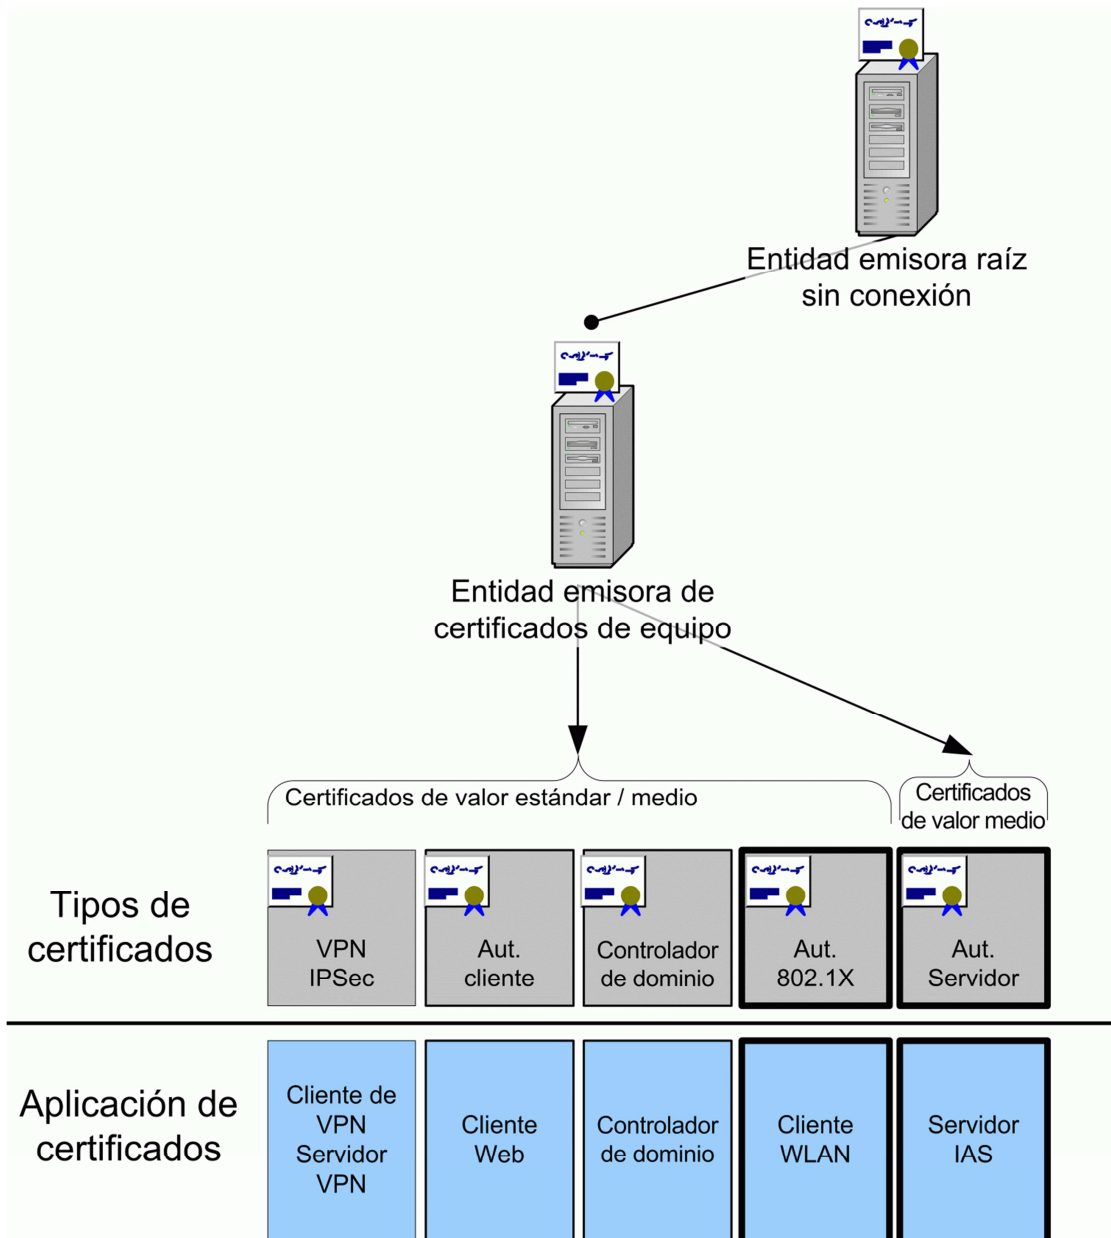 Entidad emisora raíz
sin conexión
Entidad emisora de
certificados de equipo
Certificados de valor estándar / medio
Certificados
de valor medio
Tipos de
certificados
VPN
IPSec
Aut.
cliente
Controlador
de dominio
Aut.
802.1X
Aut.
Servidor
Aplicación de
certificados
Cliente de
VPN
Servidor
VPN
Cliente
Web
Controlador
de dominio
Cliente
WLAN
Servidor
IAS